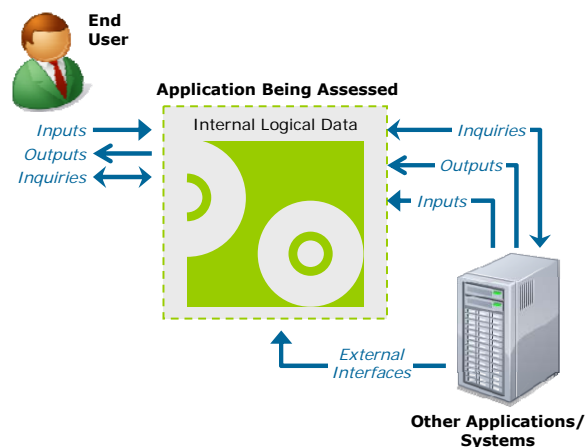 End
User
Application Being Assessed
Internal Logical Data
Inputs
Outputs
Inquiries
Inquiries
Outputs
Inputs
External
Interfaces
Other Applications/
Systems